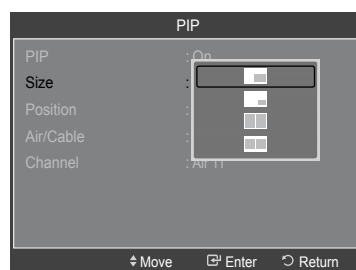 PIP
PIP : On
Size :
Position :
Air/Cable :
Channel : Air 11
Move Enter Return